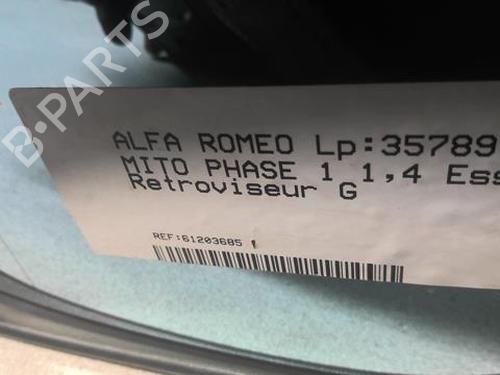 B-PARTS
ALFA ROMEO Lp:35789
MITO PHASE 1 1,4 Ess
Retroviseur G
REF:61203685